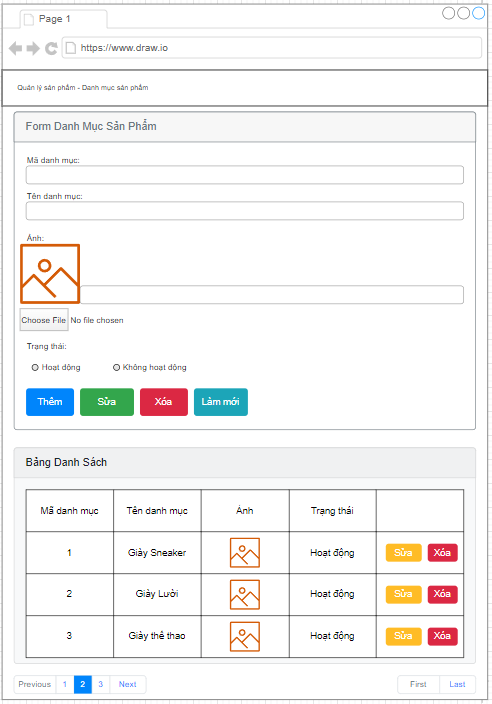 Page 1
https://www.draw.io
Quản lý sản phẩm - Danh mục sản phẩm
Form Danh Mục Sản Phẩm
Mã danh mục:
Tên danh mục:
Ảnh:
Choose File No file chosen
Trạng thái:
Hoạt động Không hoạt động
Thêm Sửa Xóa Làm mới
Bảng Danh Sách
Mã danh mục Tên danh mục Ảnh Trạng thái
1 Giày Sneaker Hoạt động Sửa Xóa
2 Giày Lười Hoạt động Sửa Xóa
3 Giày thể thao Hoạt động Sửa Xóa
Previous 1 2 3 Next First Last